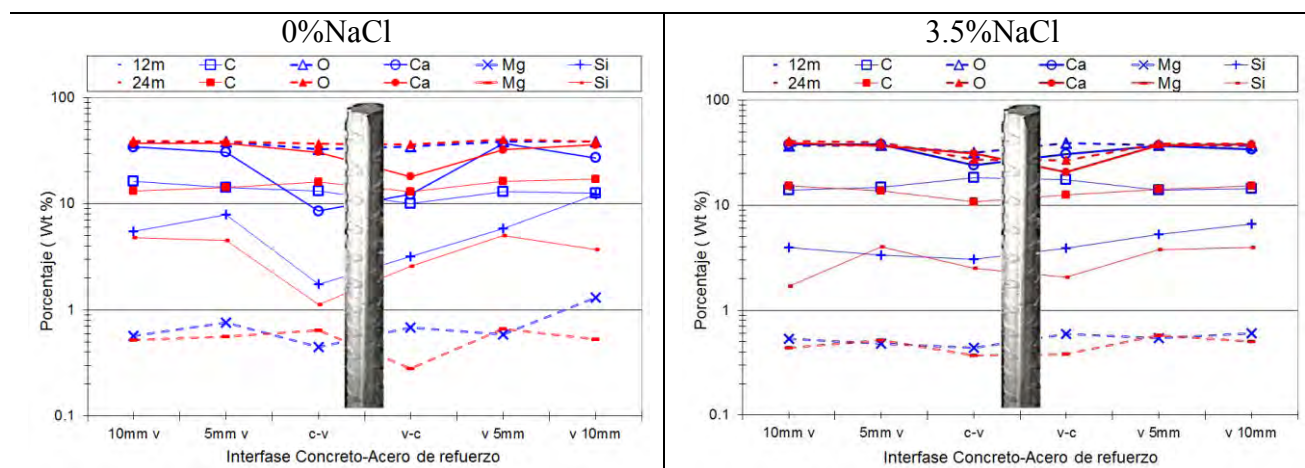 0%NaCl
12m C O Ca Mg Si
24m C O Ca Mg Si
Porcentaje ( Wt %)
100
10
1
0.1
10mm v 5mm v c-v v-c v 5mm v 10mm
Interfase Concreto-Acero de refuerzo
3.5%NaCl
12m C O Ca Mg Si
24m C O Ca Mg Si
Porcentaje ( Wt %)
100
10
1
0.1
10mm v 5mm v c-v v-c v 5mm v 10mm
Interfase Concreto-Acero de refuerzo